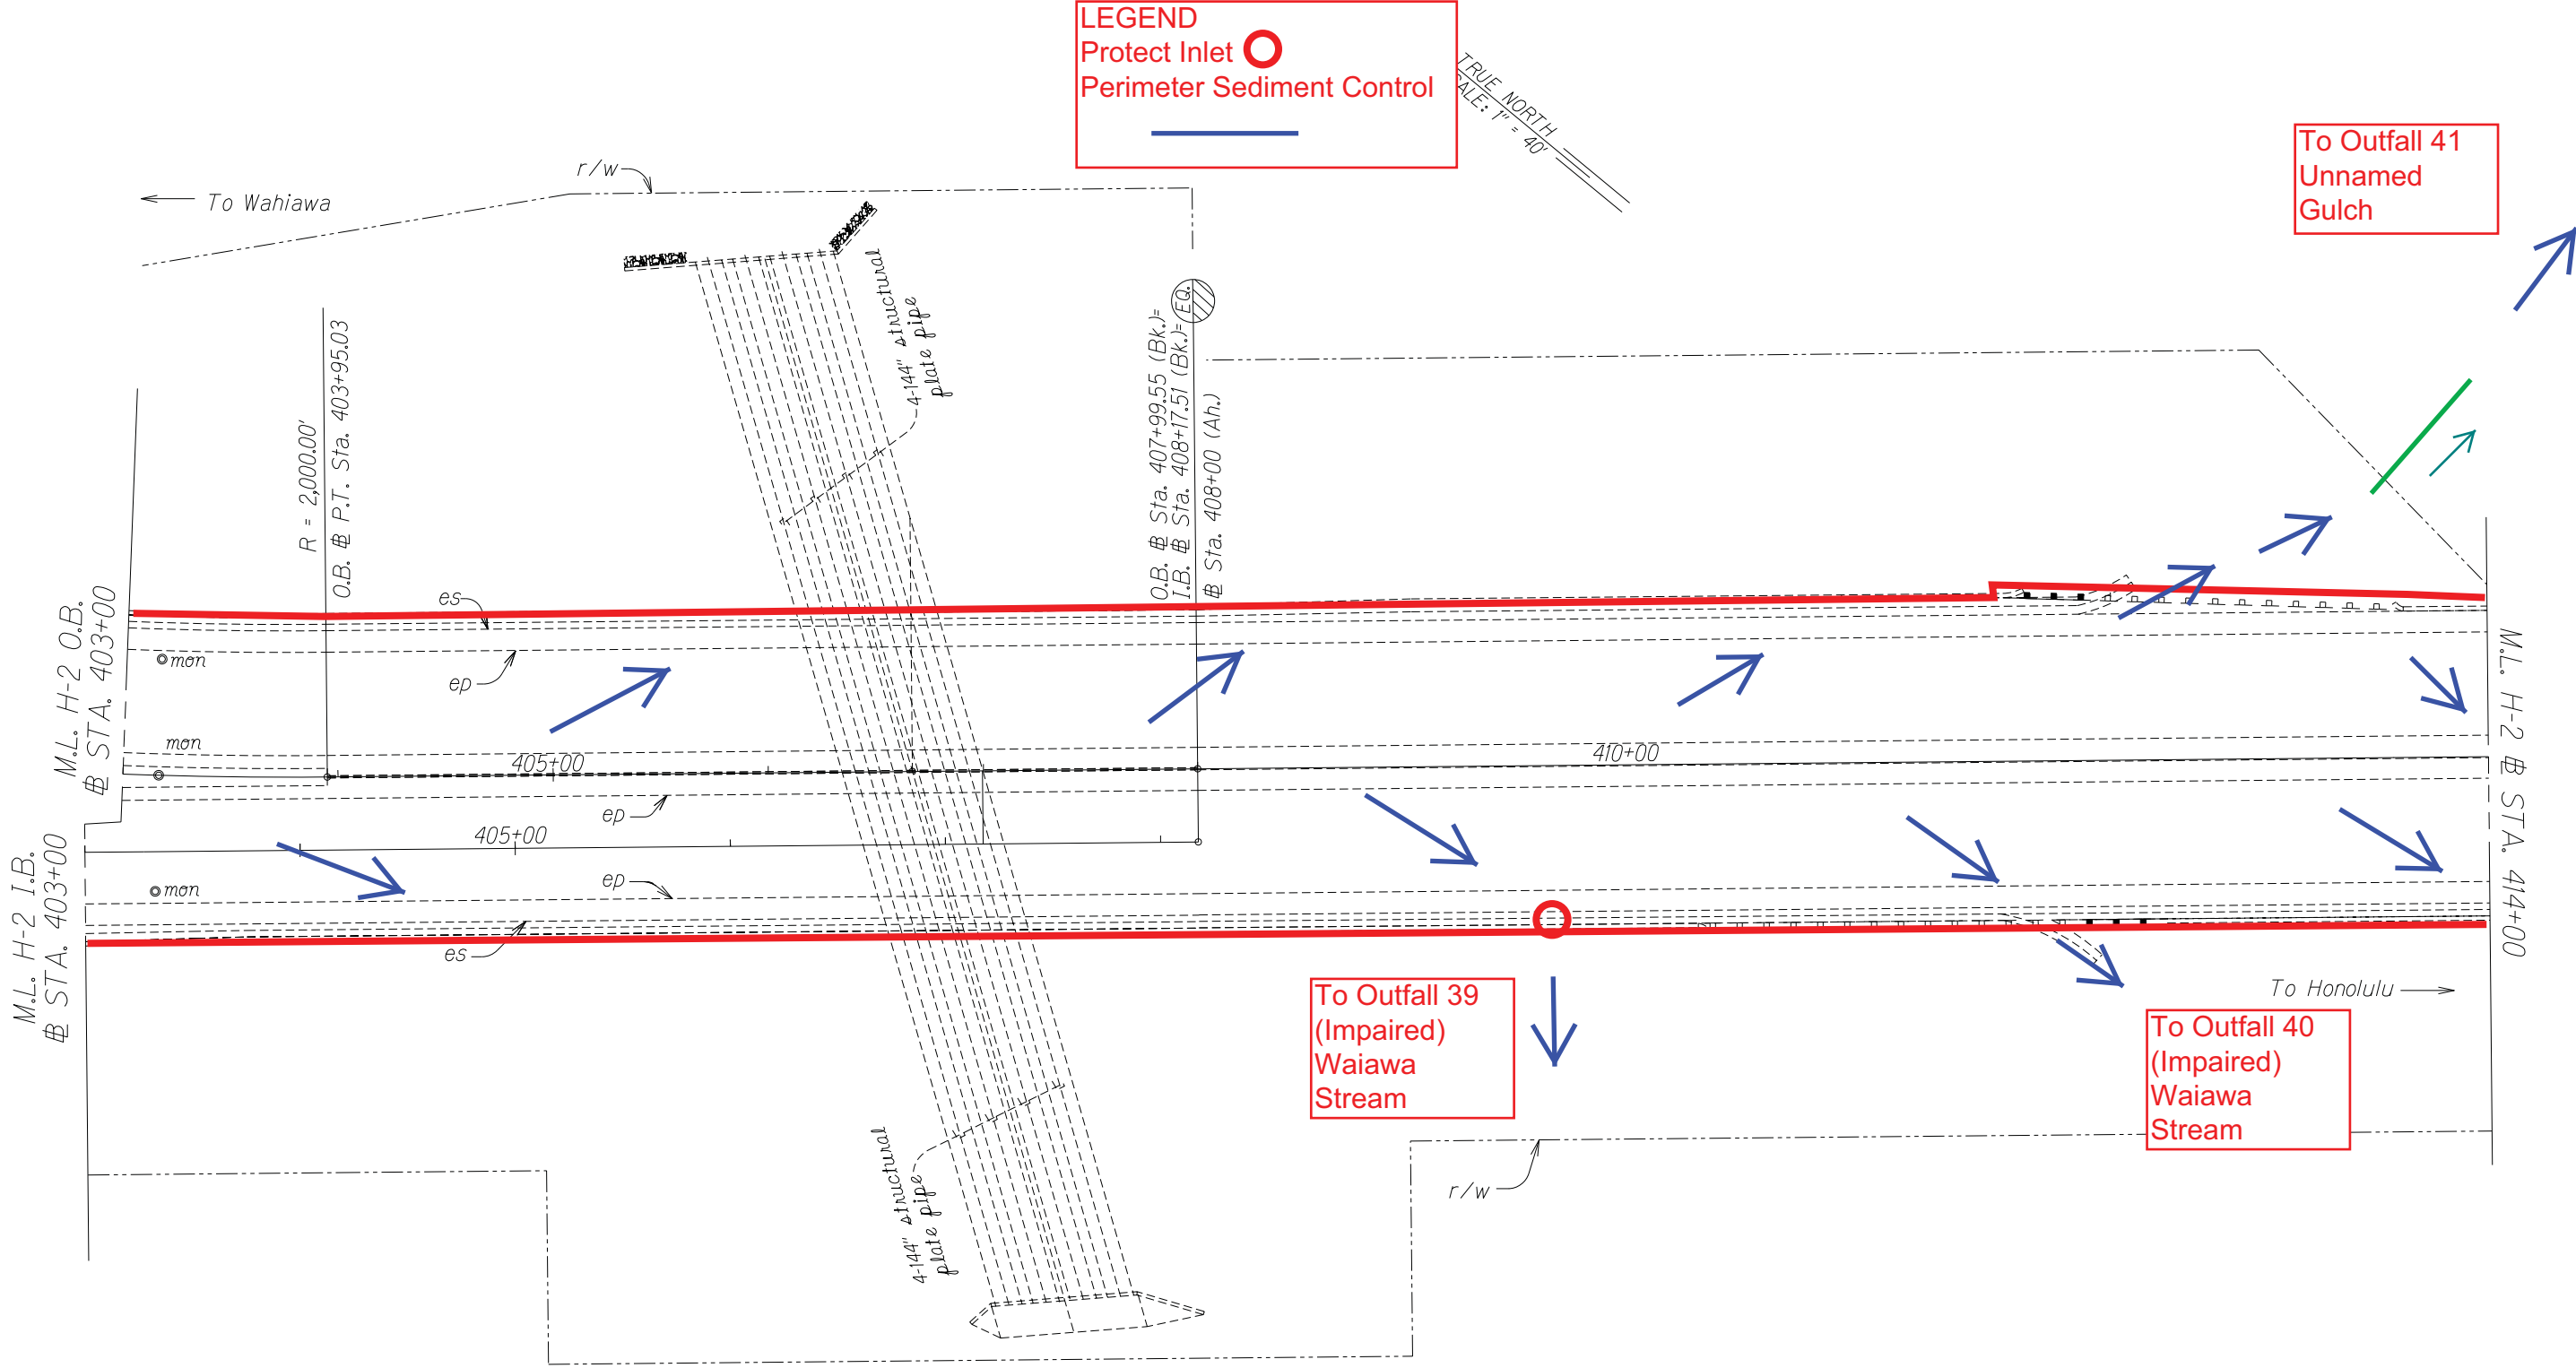 LEGEND
Protect Inlet
Perimeter Sediment Control
TRUE NORTH
SCALE: 1" = 40'
To Outfall 41
Unnamed
Gulch
r/w
To Wahiawa
4-144" structural
plate pipe
R = 2,000.00'
O.B. ⅊ P.T. Sta. 403+95.03
O.B. ⅊ Sta. 407+99.55 (Bk.)=
I.B. ⅊ Sta. 408+17.51 (Bk.)= EQ.
⅊ Sta. 408+00 (Ah.)
M.L. H-2 O.B.
⅊ STA. 403+00
es
mon
ep
mon
405+00
410+00
ep
405+00
ep
mon
es
M.L. H-2 I.B.
⅊ STA. 403+00
M.L. H-2 ⅊ STA. 414+00
To Outfall 39
(Impaired)
Waiawa
Stream
To Honolulu
To Outfall 40
(Impaired)
Waiawa
Stream
4-144" structural
plate pipe
r/w